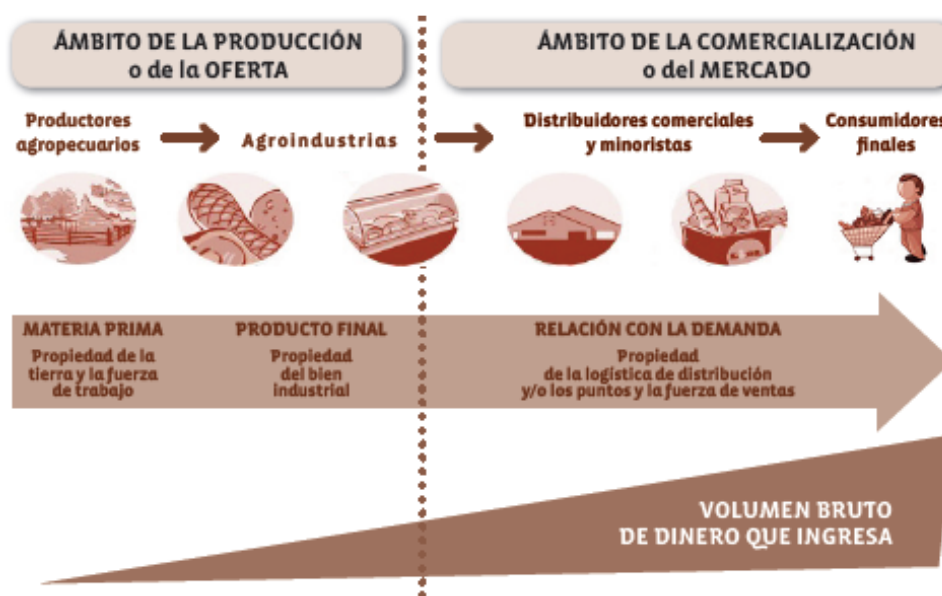 ÁMBITO DE LA PRODUCCIÓN
o de la OFERTA
ÁMBITO DE LA COMERCIALIZACIÓN
o del MERCADO
Productores
agropecuarios
Agroindustrias
Distribuidores comerciales
y minoristas
Consumidores
finales
MATERIA PRIMA
Propiedad de la
tierra y la fuerza
de trabajo
PRODUCTO FINAL
Propiedad
del bien
industrial
RELACIÓN CON LA DEMANDA
Propiedad
de la logística de distribución
y/o los puntos y la fuerza de ventas
VOLUMEN BRUTO
DE DINERO QUE INGRESA